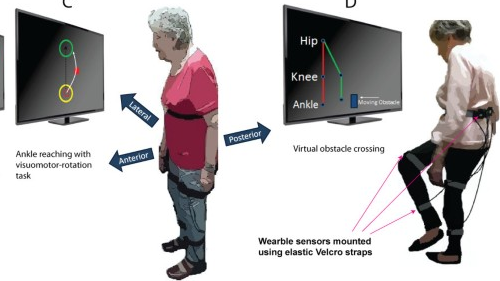 C
D
Hip
Knee
Ankle
Moving Obstacle
Lateral
Anterior
Posterior
Ankle reaching with
visuomotor-rotation
task
Virtual obstacle crossing
Wearble sensors mounted
using elastic Velcro straps